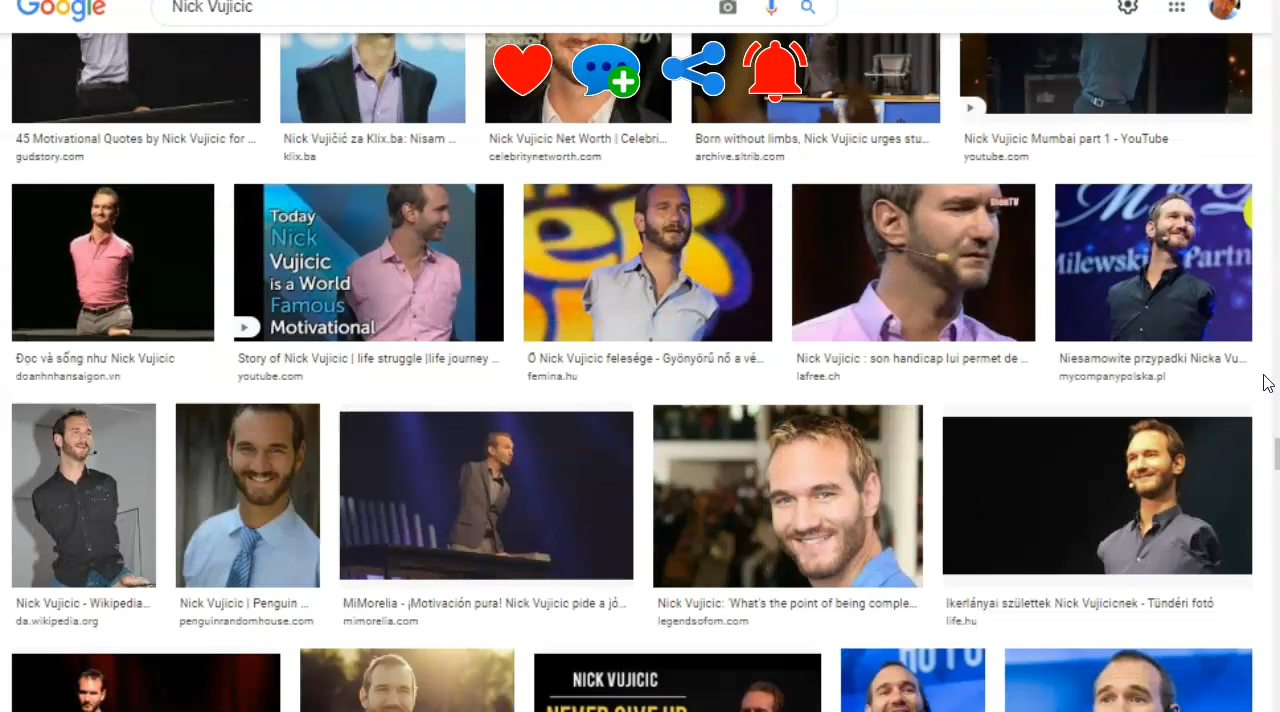 Google
Nick Vujicic
45 Motivational Quotes by Nick Vujicic for ...
gudstory.com
Nick Vujičić za Klix.ba: Nisam ...
klix.ba
Nick Vujicic Net Worth | Celebri...
celebritynetworth.com
Born without limbs, Nick Vujicic urges stu...
archive.sltrib.com
Nick Vujicic Mumbai part 1 - YouTube
youtube.com
Today
Nick
Vujicic
is a World
Famous
Motivational
DieuTV
Milewski Partn
Đọc và sống như Nick Vujicic
doanhnhansaigon.vn
Story of Nick Vujicic | life struggle |life journey ...
youtube.com
Ő Nick Vujicic felesége - Gyönyörű nő a vé...
femina.hu
Nick Vujicic : son handicap lui permet de ...
lafree.ch
Niesamowite przypadki Nicka Vu...
mycompanypolska.pl
Nick Vujicic - Wikipedia...
da.wikipedia.org
Nick Vujicic | Penguin ...
penguinrandomhouse.com
MiMorelia - ¡Motivación pura! Nick Vujicic pide a jó...
mimorelia.com
Nick Vujicic: 'What's the point of being comple...
legendsofom.com
Ikerlányai születtek Nick Vujicicnek - Tündéri fotó
life.hu
NICK VUJICIC
NEVER GIVE UP